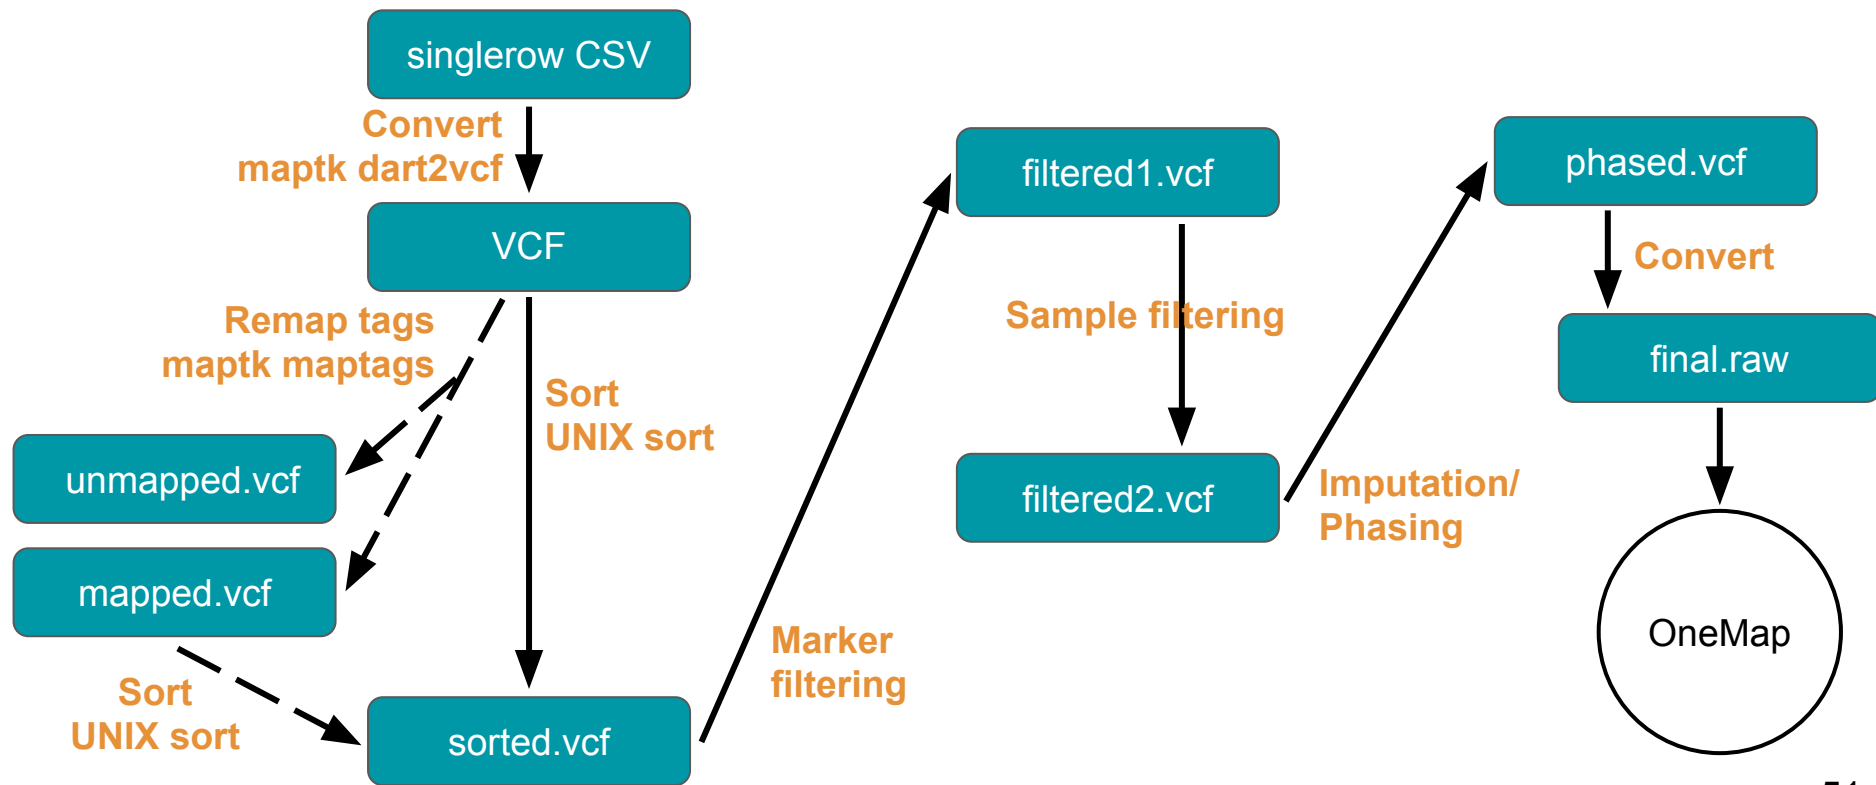 singlerow CSV
Convert
maptk dart2vcf
VCF
Remap tags
maptk maptags
Sort
UNIX sort
unmapped.vcf
mapped.vcf
Sort
UNIX sort
sorted.vcf
Marker
filtering
filtered1.vcf
Sample filtering
filtered2.vcf
Imputation/
Phasing
phased.vcf
Convert
final.raw
OneMap